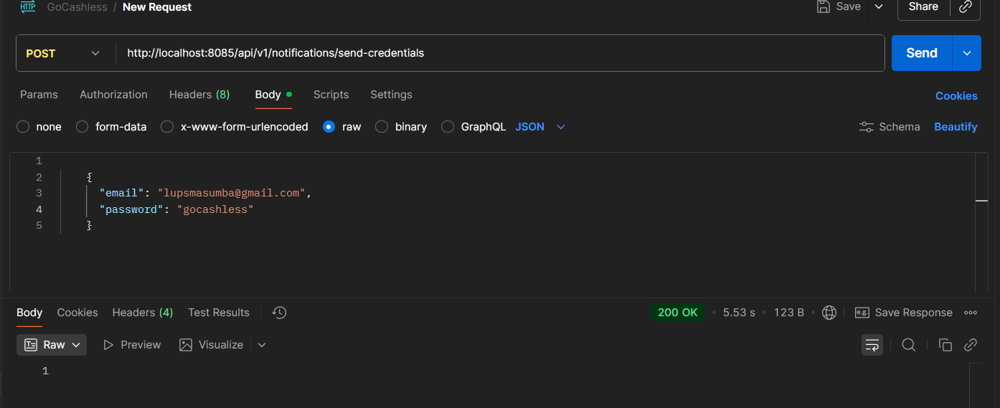 HTTP GoCashless / New Request Save Share
POST http://localhost:8085/api/v1/notifications/send-credentials Send
Params Authorization Headers (8) Body Scripts Settings Cookies
none form-data x-www-form-urlencoded raw binary GraphQL JSON Schema Beautify
1
2 {
3 "email": "lupsmasumba@gmail.com",
4 "password": "gocashless"
5 }
Body Cookies Headers (4) Test Results 200 OK • 5.53 s • 123 B • e.g. Save Response
Raw Preview Visualize
1